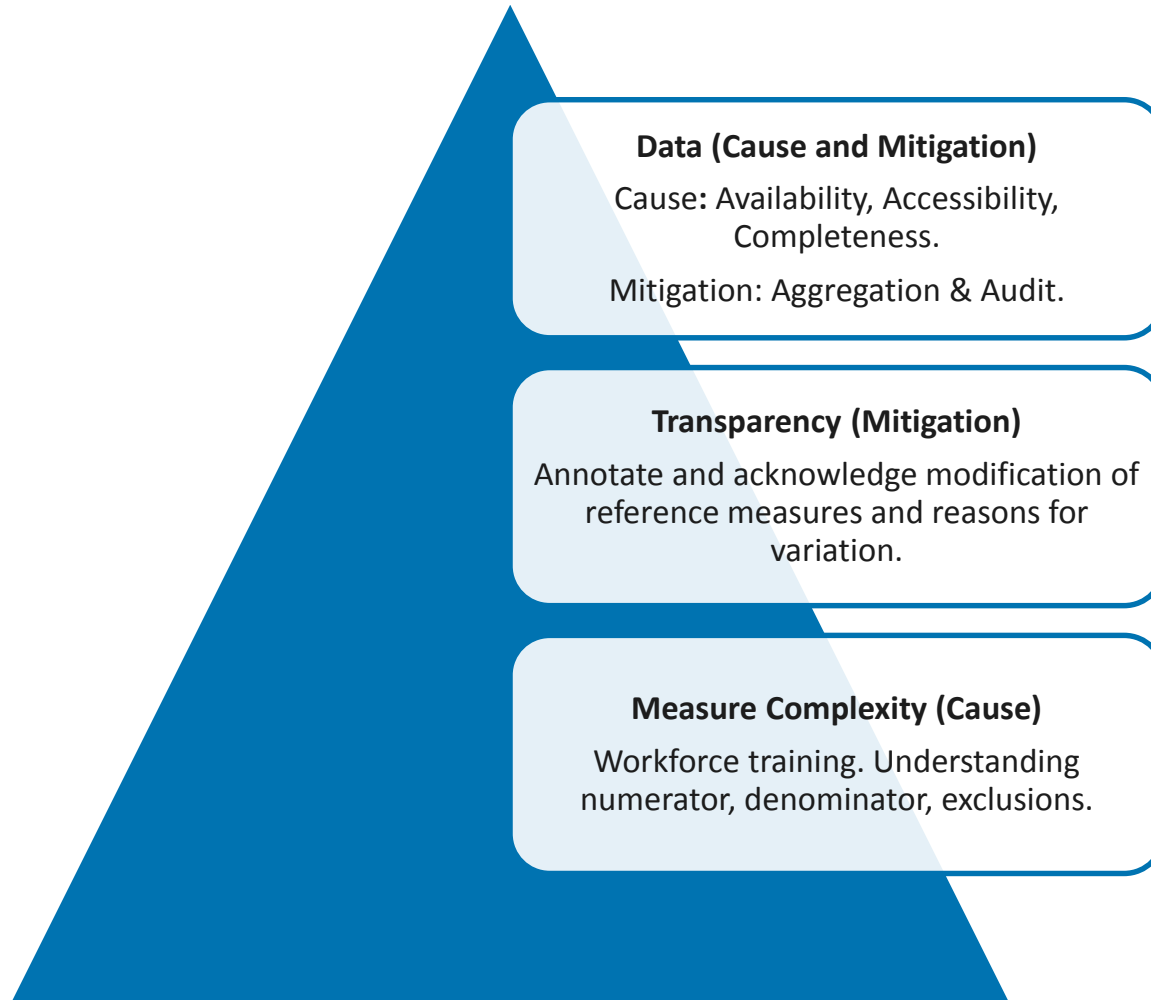 Data (Cause and Mitigation)
Cause: Availability, Accessibility,
Completeness.
Mitigation: Aggregation & Audit.
Transparency (Mitigation)
Annotate and acknowledge modification of
reference measures and reasons for
variation.
Measure Complexity (Cause)
Workforce training. Understanding
numerator, denominator, exclusions.